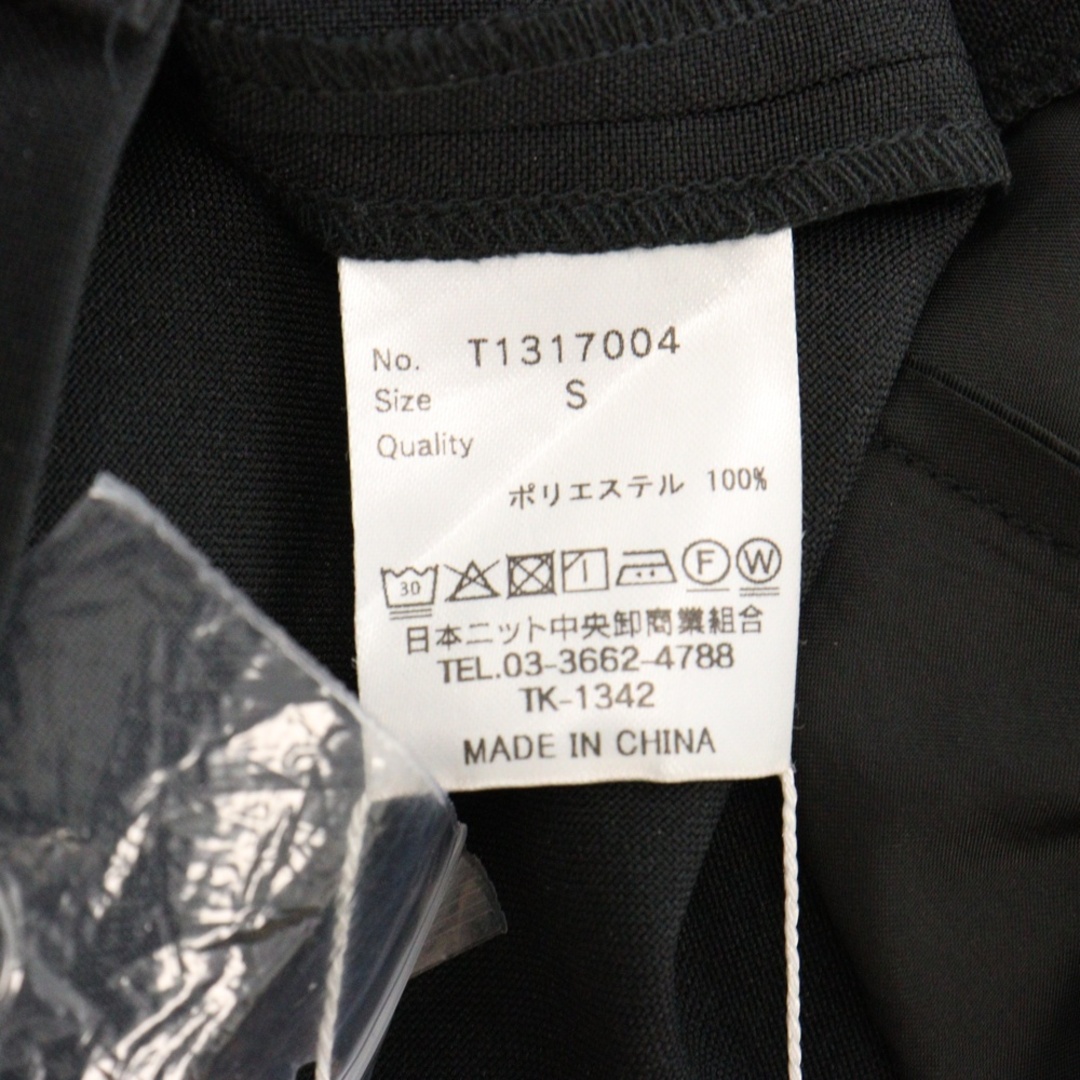 No. T1317004
Size S
Quality
ポリエステル 100%
30 F W
日本ニット中央卸商業組合
TEL.03-3662-4788
TK-1342
MADE IN CHINA